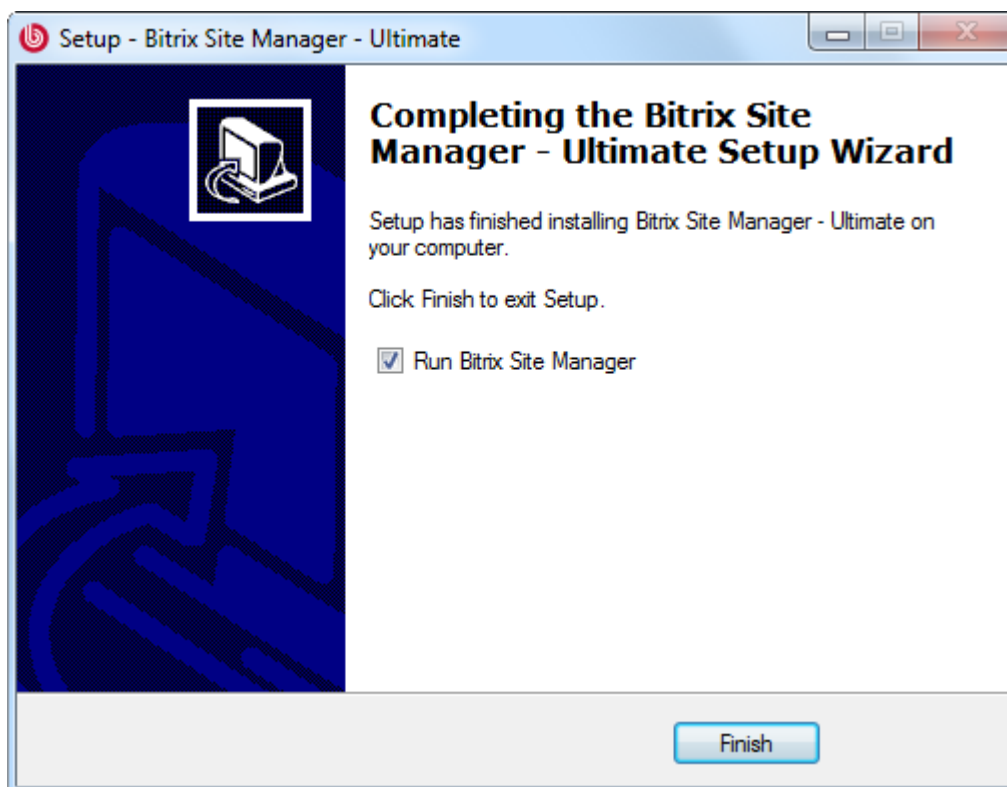 Setup - Bitrix Site Manager - Ultimate
Completing the Bitrix Site
Manager - Ultimate Setup Wizard
Setup has finished installing Bitrix Site Manager - Ultimate on
your computer.
Click Finish to exit Setup.
Run Bitrix Site Manager
Finish